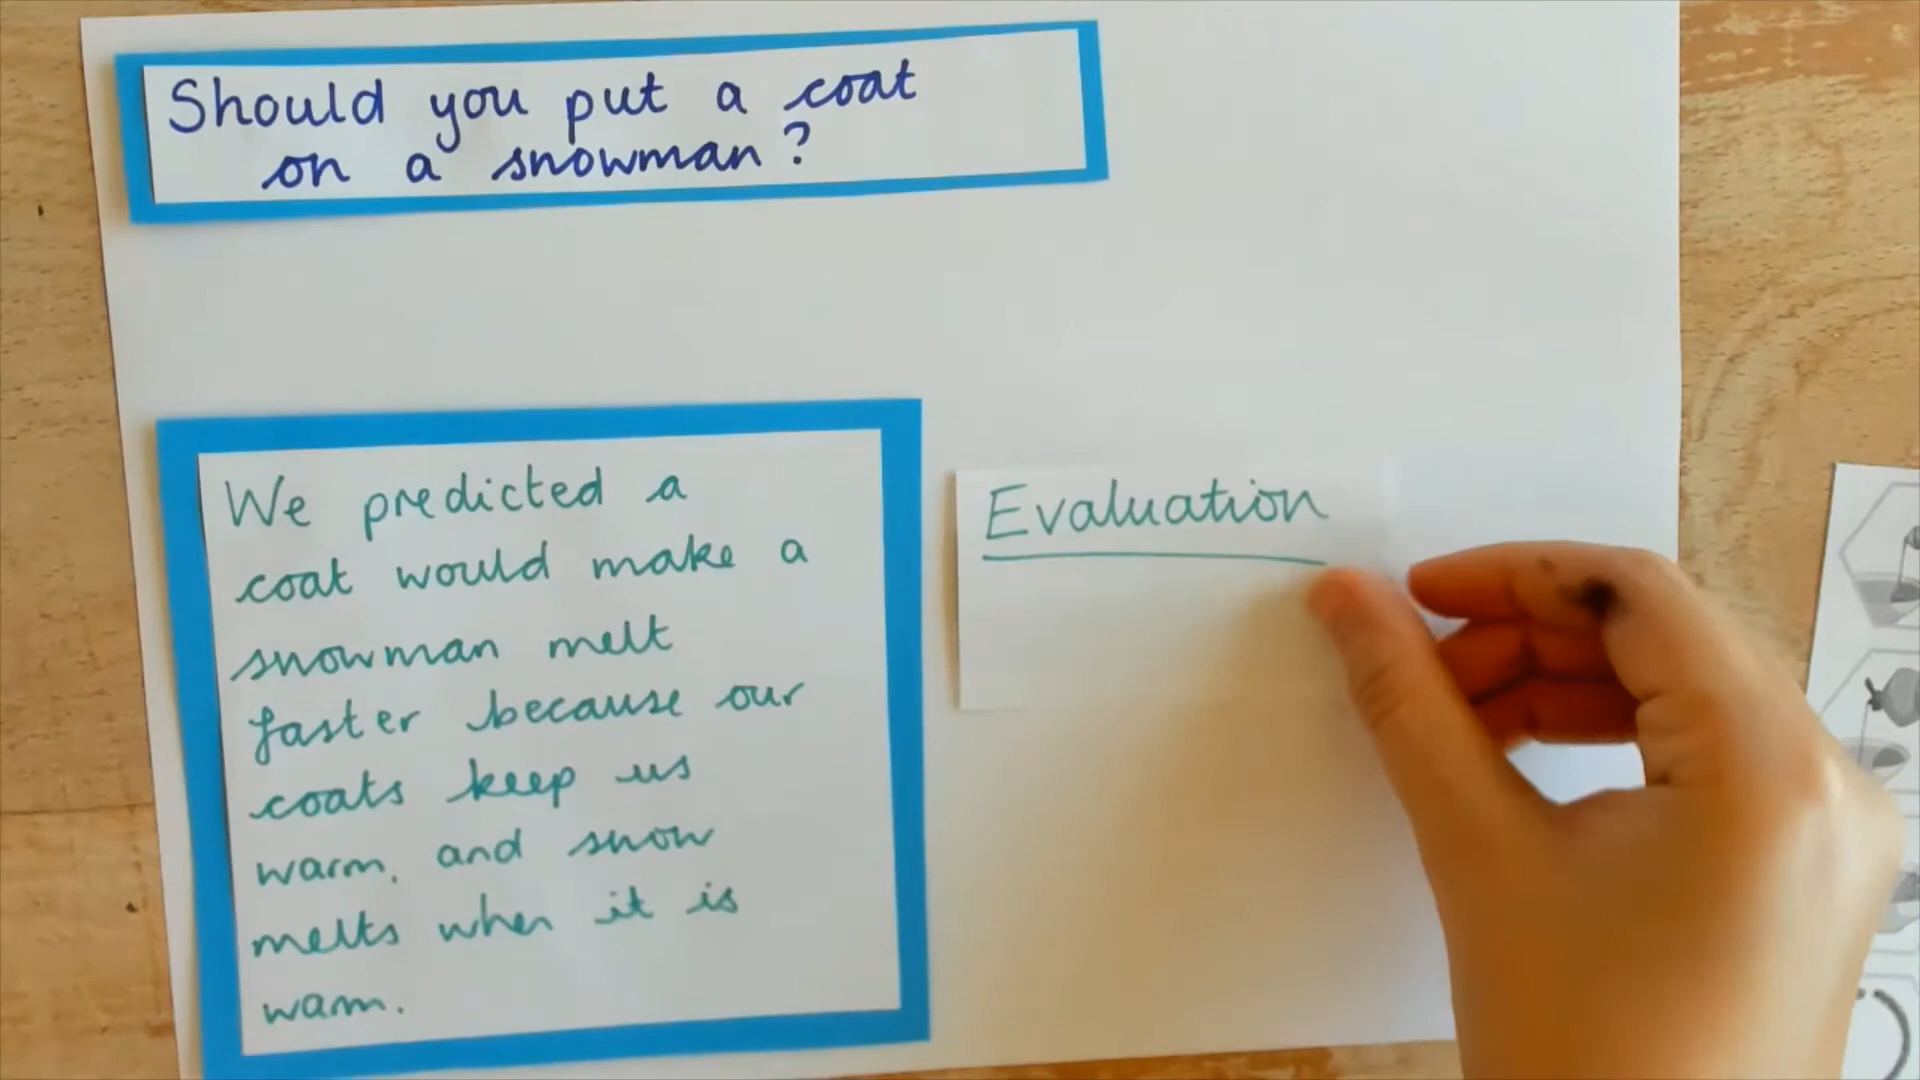 Should you put a coat
on a snowman?
We predicted a
coat would make a
snowman melt
faster because our
coats keep us
warm. and snow
melts when it is
warm.
Evaluation